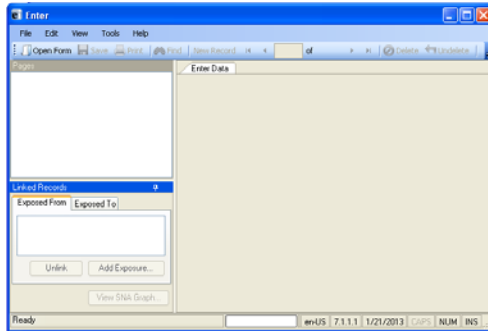 Enter
File Edit View Tools Help
Open Form Save Print Find New Record of Delete Undelete
Pages
Enter Data
Linked Records
Exposed From Exposed To
Unlink Add Exposure...
View SNA Graph...
Ready en-US 7.1.1.1 1/21/2013 CAPS NUM INS